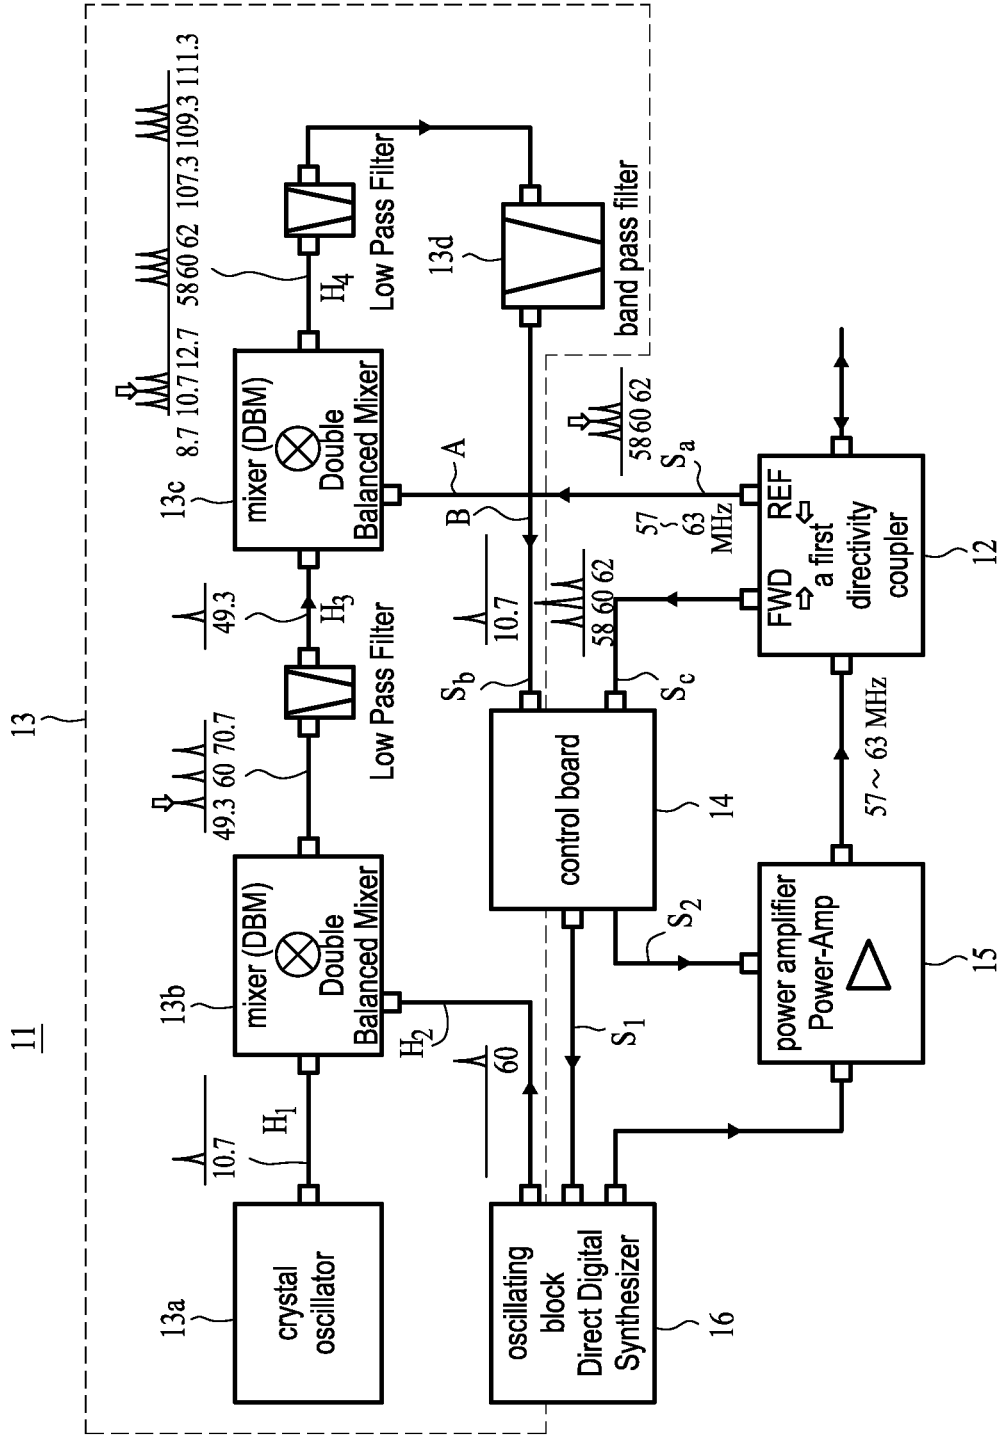 11
13
13a
crystal
oscillator
10.7
H1
13b
mixer (DBM)
Double
Balanced Mixer
H2
60
49.3 60 70.7
Low Pass Filter
49.3
H3
13c
mixer (DBM)
Double
Balanced Mixer
8.7 10.7 12.7 58 60 62 107.3 109.3 111.3
H4
Low Pass Filter
13d
band pass filter
A
B
10.7
Sb
58 60 62
Sc
58 60 62
Sa
57
~
63
MHz
control board
14
S1
S2
oscillating
block
Direct Digital
Synthesizer
16
power amplifier
Power-Amp
15
57~ 63 MHz
FWD REF
a first
directivity
coupler
12